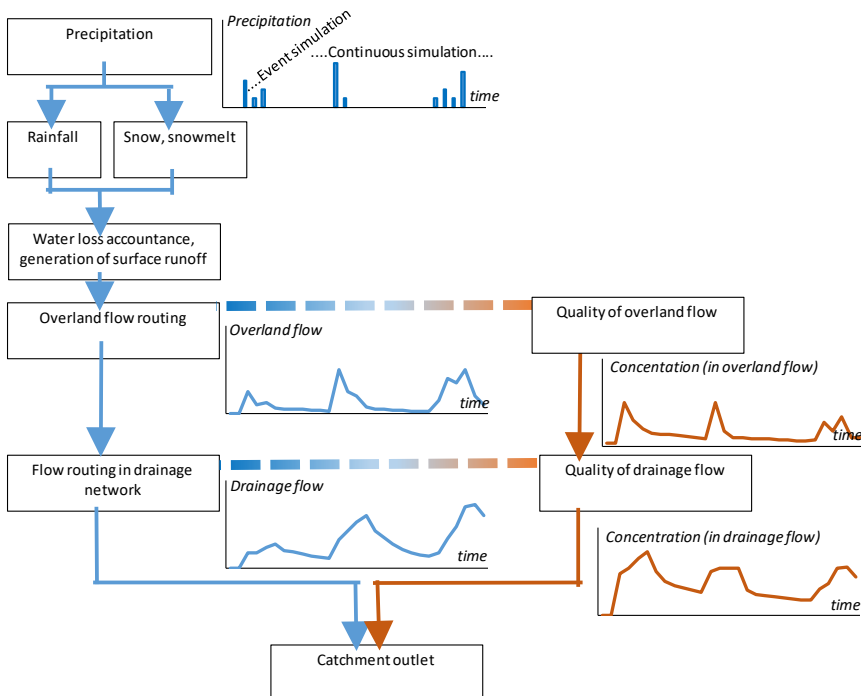 Precipitation
Precipitation
....Event simulation
....Continuous simulation....
time
Rainfall
Snow, snowmelt
Water loss accountance,
generation of surface runoff
Overland flow routing
Quality of overland flow
Overland flow
time
Concentation (in overland flow)
time
Flow routing in drainage
network
Quality of drainage flow
Drainage flow
time
Concentration (in drainage flow)
time
Catchment outlet